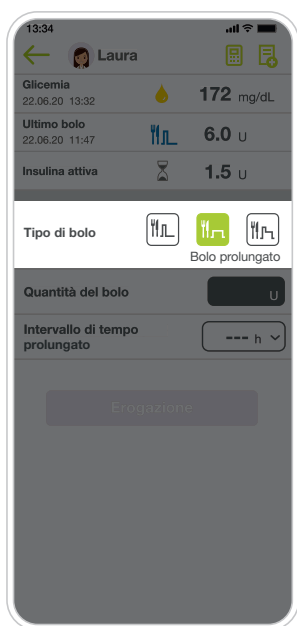 13:34
Laura
Glicemia
22.06.20 13:32
172 mg/dL
Ultimo bolo
22.06.20 11:47
6.0 U
Insulina attiva
1.5 U
Tipo di bolo
Bolo prolungato
Quantità del bolo
U
Intervallo di tempo
prolungato
--- h
Erogazione